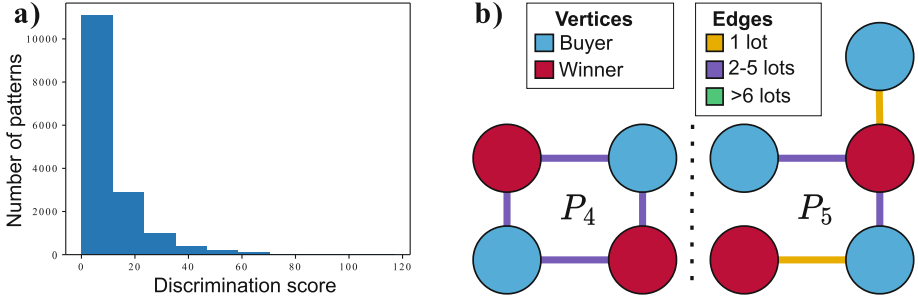 a)
Number of patterns
10000
8000
6000
4000
2000
0
0 20 40 60 80 100 120
Discrimination score
b)
Vertices
Buyer
Winner
Edges
1 lot
2-5 lots
>6 lots
P4
P5